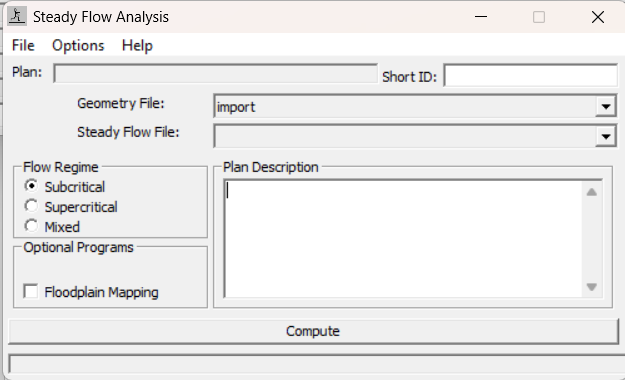 Steady Flow Analysis
File Options Help
Plan: Short ID:
Geometry File: import
Steady Flow File:
Flow Regime Plan Description
Subcritical
Supercritical
Mixed
Optional Programs
Floodplain Mapping
Compute